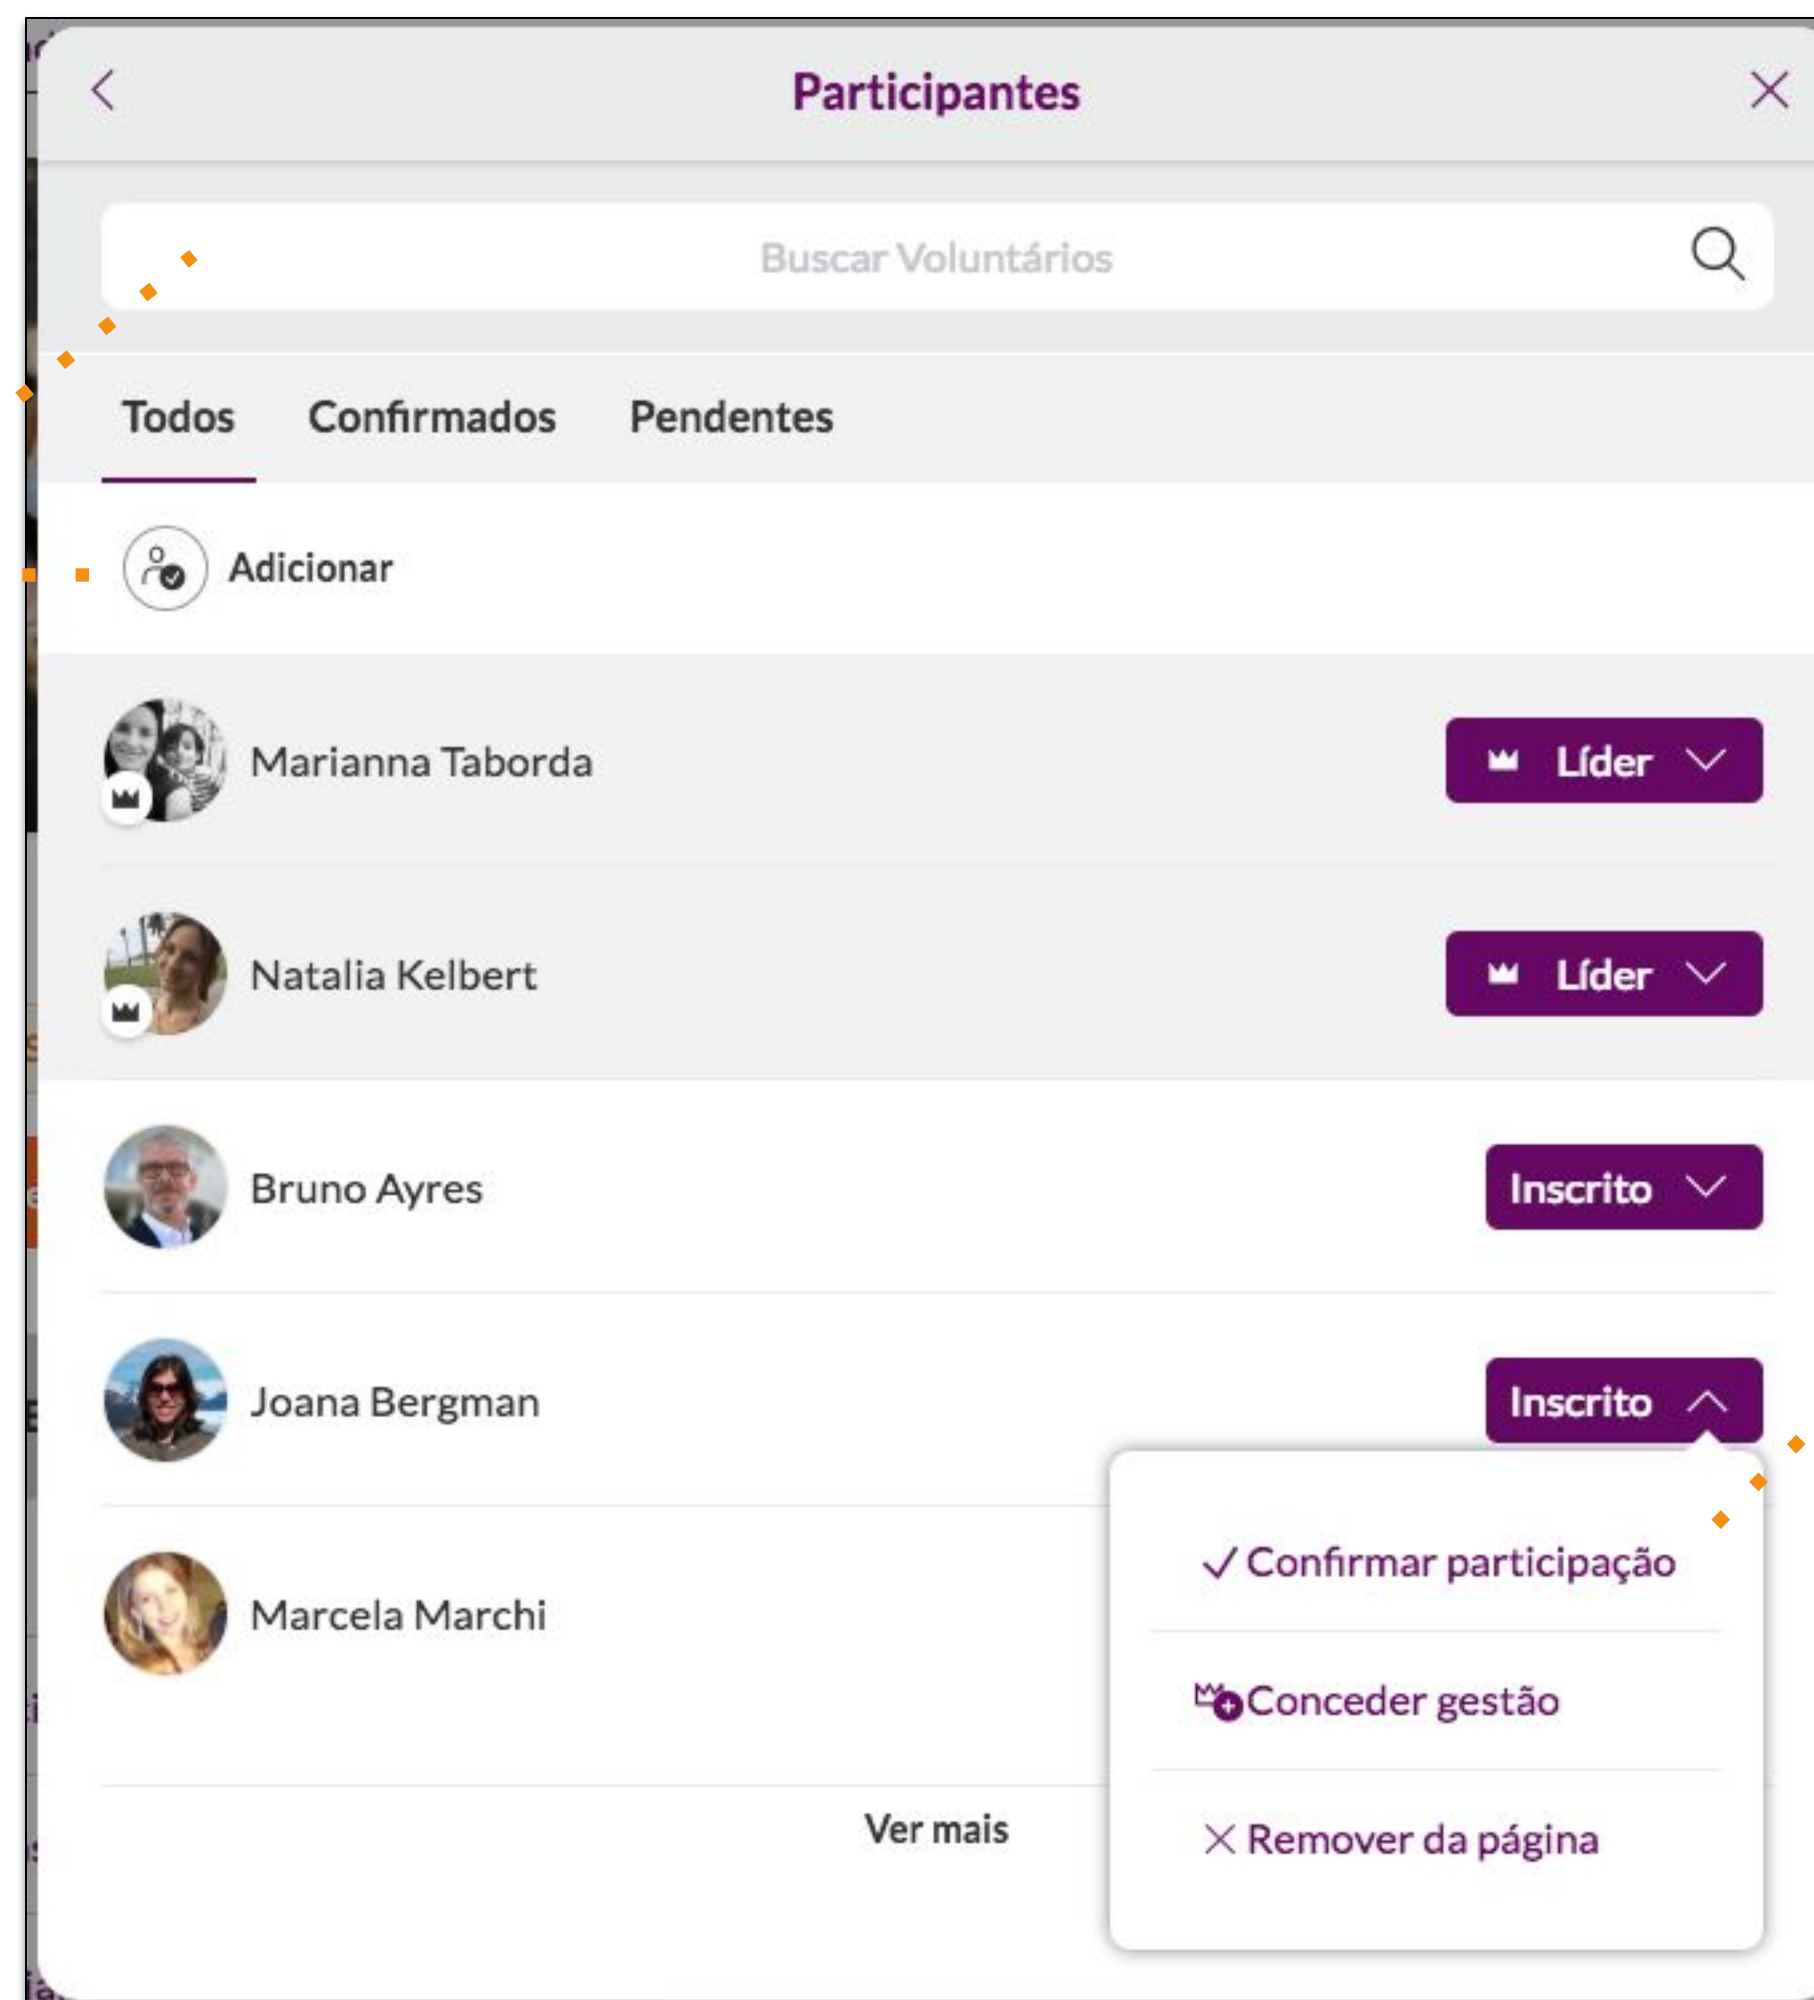 Participantes
Buscar Voluntários
Todos Confirmados Pendentes
Adicionar
Marianna Taborda Líder
Natalia Kelbert Líder
Bruno Ayres Inscrito
Joana Bergman Inscrito
Confirmar participação
Marcela Marchi
Conceder gestão
Ver mais
Remover da página